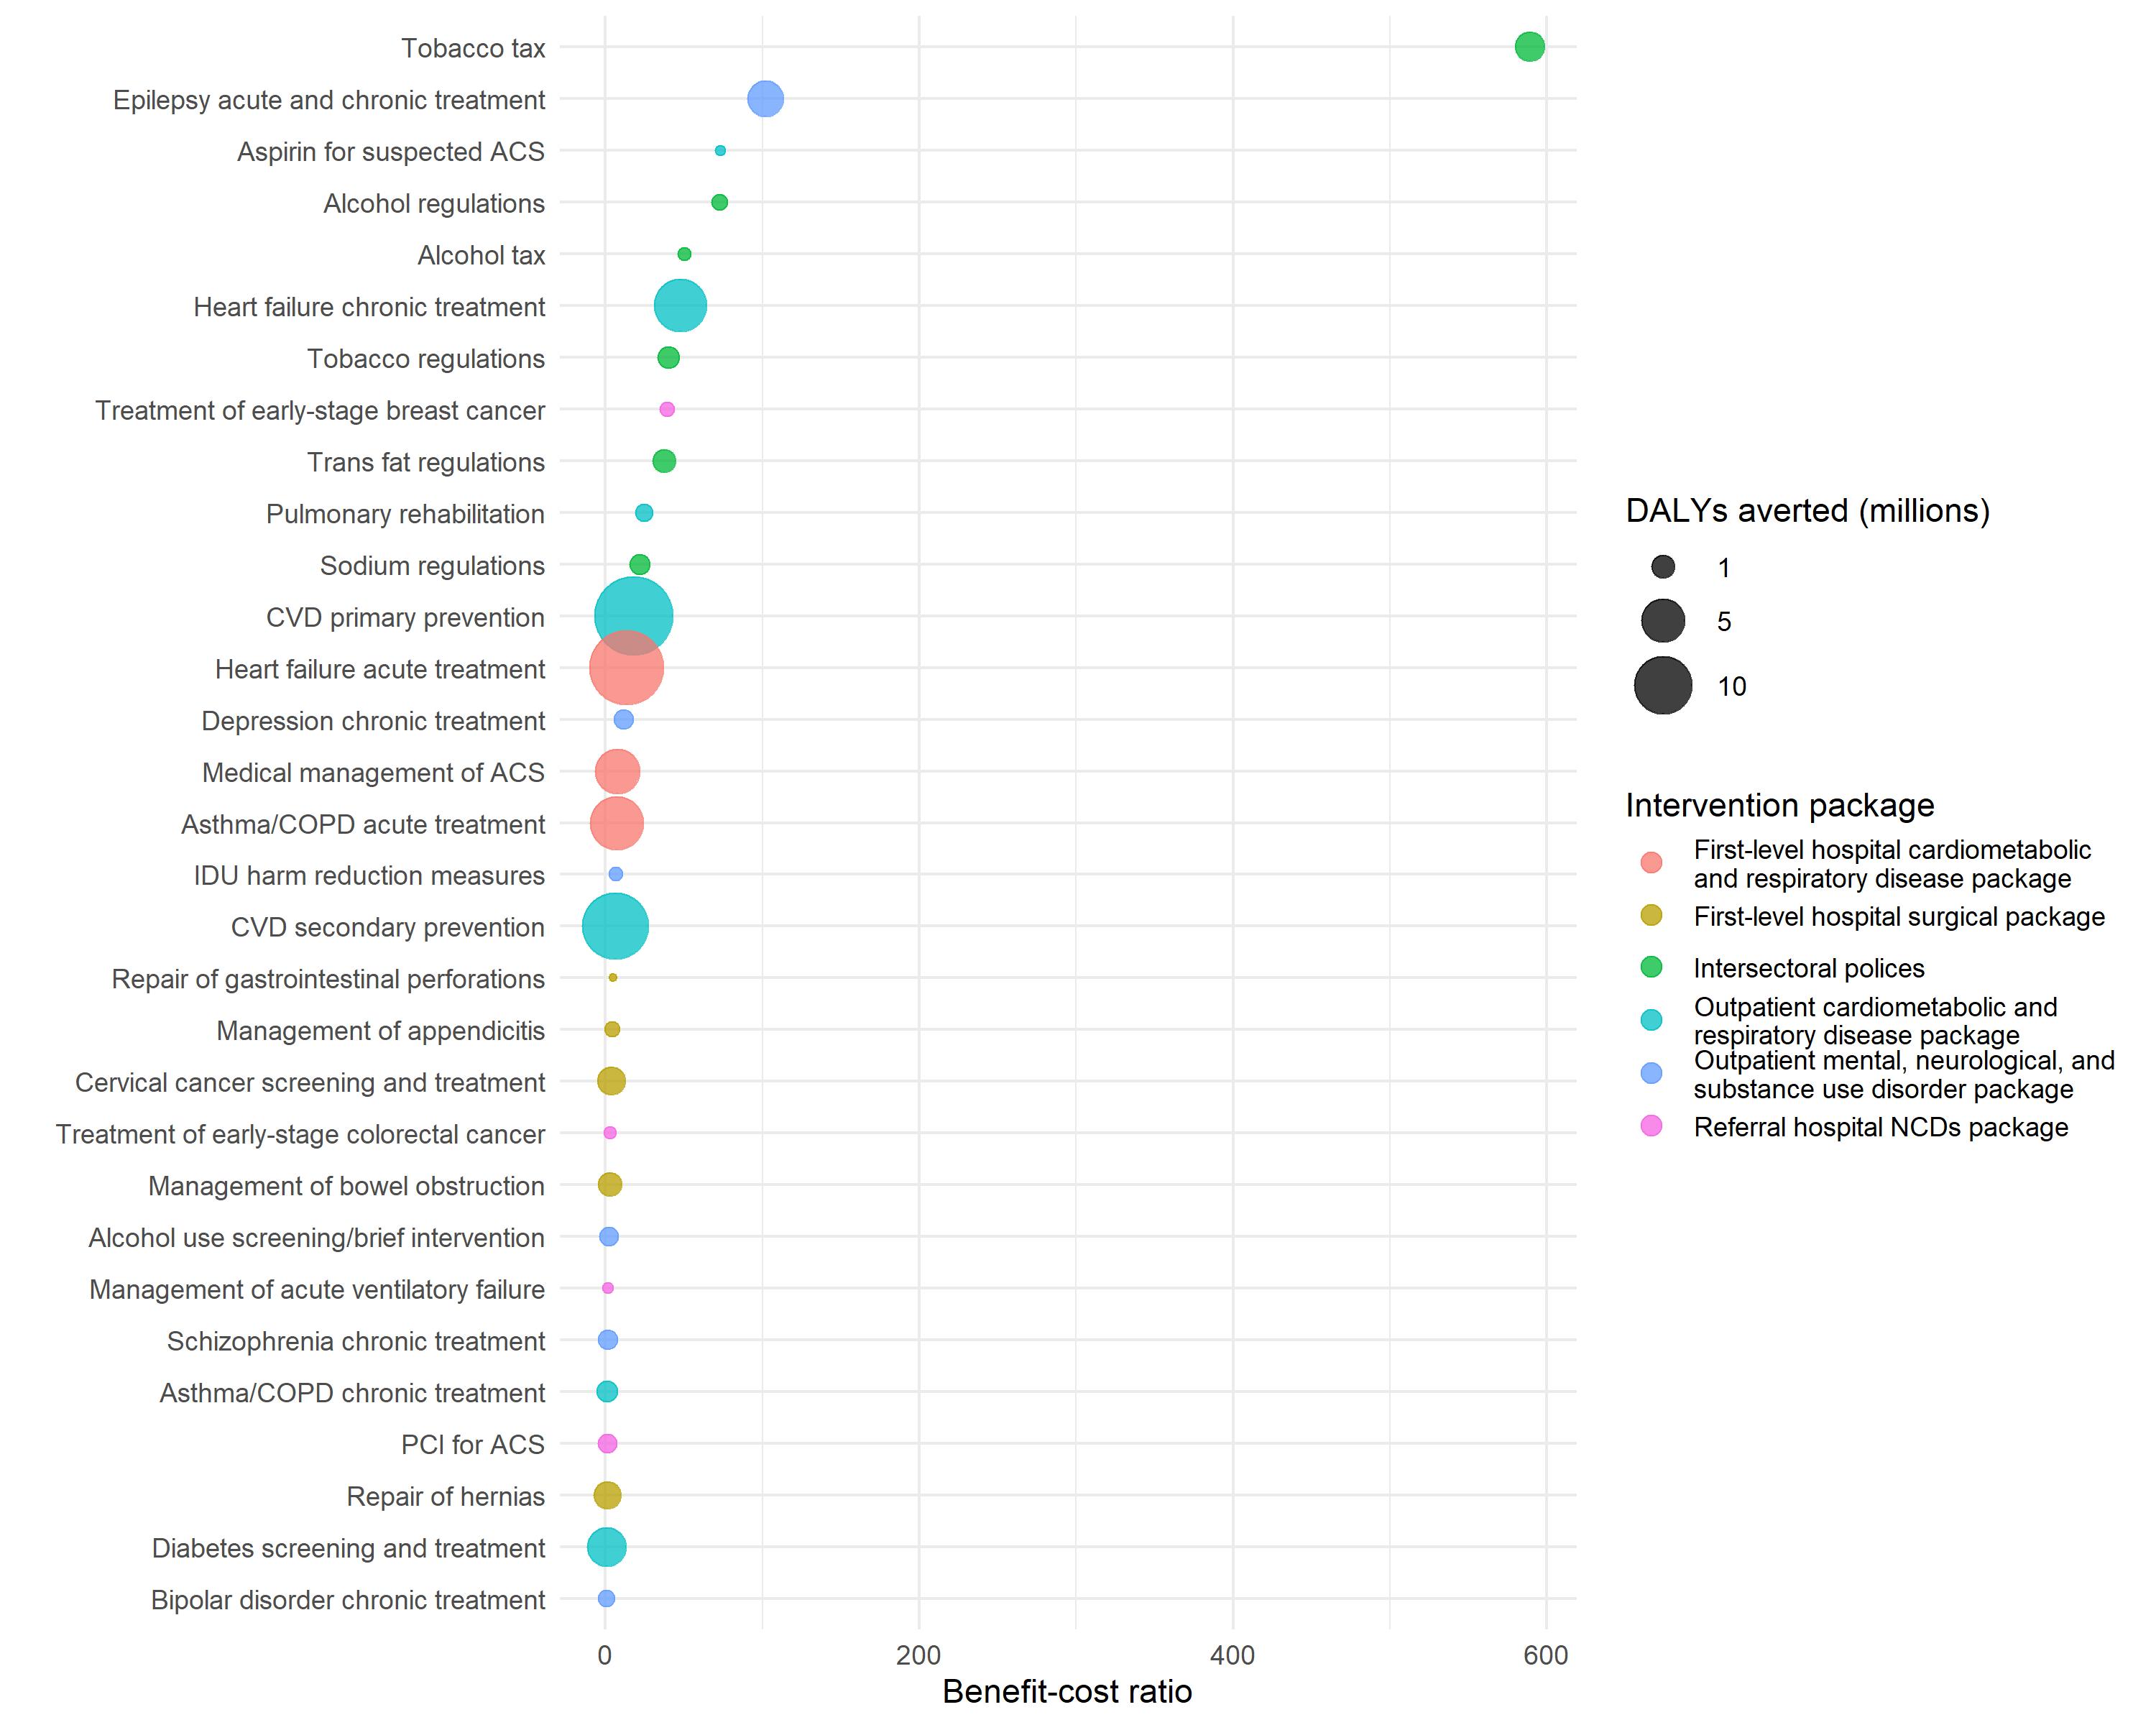 Tobacco tax
Epilepsy acute and chronic treatment
Aspirin for suspected ACS
Alcohol regulations
Alcohol tax
Heart failure chronic treatment
Tobacco regulations
Treatment of early-stage breast cancer
Trans fat regulations
Pulmonary rehabilitation
Sodium regulations
CVD primary prevention
Heart failure acute treatment
Depression chronic treatment
Medical management of ACS
Asthma/COPD acute treatment
IDU harm reduction measures
CVD secondary prevention
Repair of gastrointestinal perforations
Management of appendicitis
Cervical cancer screening and treatment
Treatment of early-stage colorectal cancer
Management of bowel obstruction
Alcohol use screening/brief intervention
Management of acute ventilatory failure
Schizophrenia chronic treatment
Asthma/COPD chronic treatment
PCI for ACS
Repair of hernias
Diabetes screening and treatment
Bipolar disorder chronic treatment
0 200 400 600
Benefit-cost ratio
DALYs averted (millions)
1
5
10
Intervention package
First-level hospital cardiometabolic
and respiratory disease package
First-level hospital surgical package
Intersectoral polices
Outpatient cardiometabolic and
respiratory disease package
Outpatient mental, neurological, and
substance use disorder package
Referral hospital NCDs package